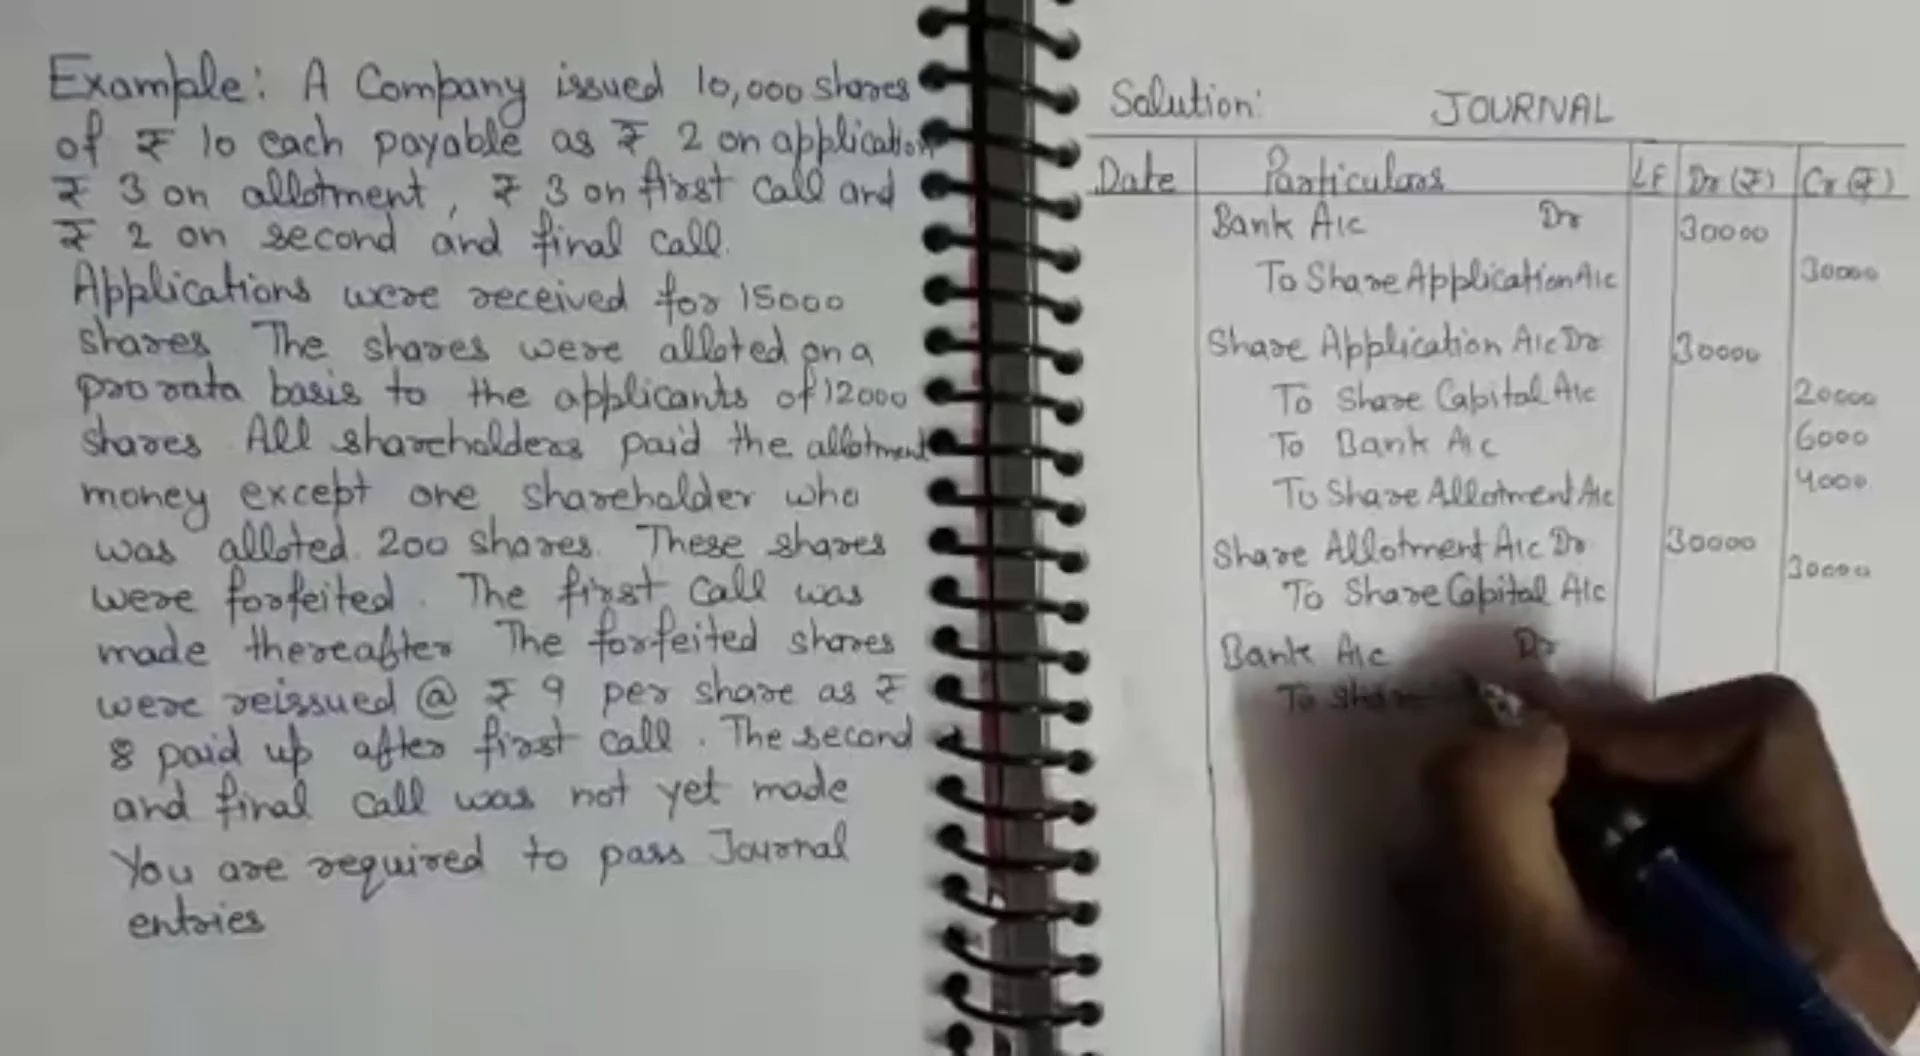 Example: A Company issued 10,000 shares
of ₹ 10 each payable as ₹ 2 on application
₹ 3 on allotment, ₹ 3 on first call and
₹ 2 on second and final call.
Applications were received for 15000
shares. The shares were alloted on a
pro rata basis to the applicants of 12000
shares. All shareholders paid the allotment
money except one shareholder who
was alloted 200 shares. These shares
were forfeited. The first call was
made thereafter. The forfeited shares
were reissued @ ₹ 9 per share as ₹
8 paid up after first call. The second
and final call was not yet made
You are required to pass Journal
entries
Solution: JOURNAL
Date Particulars LF Dr (₹) Cr (₹)
Bank A/c Dr 30000
To Share Application A/c 30000
Share Application A/c Dr 30000
To Share Capital A/c 20000
To Bank A/c 6000
To Share Allotment A/c 4000
Share Allotment A/c Dr 30000
To Share Capital A/c 30000
Bank A/c Dr
To Share